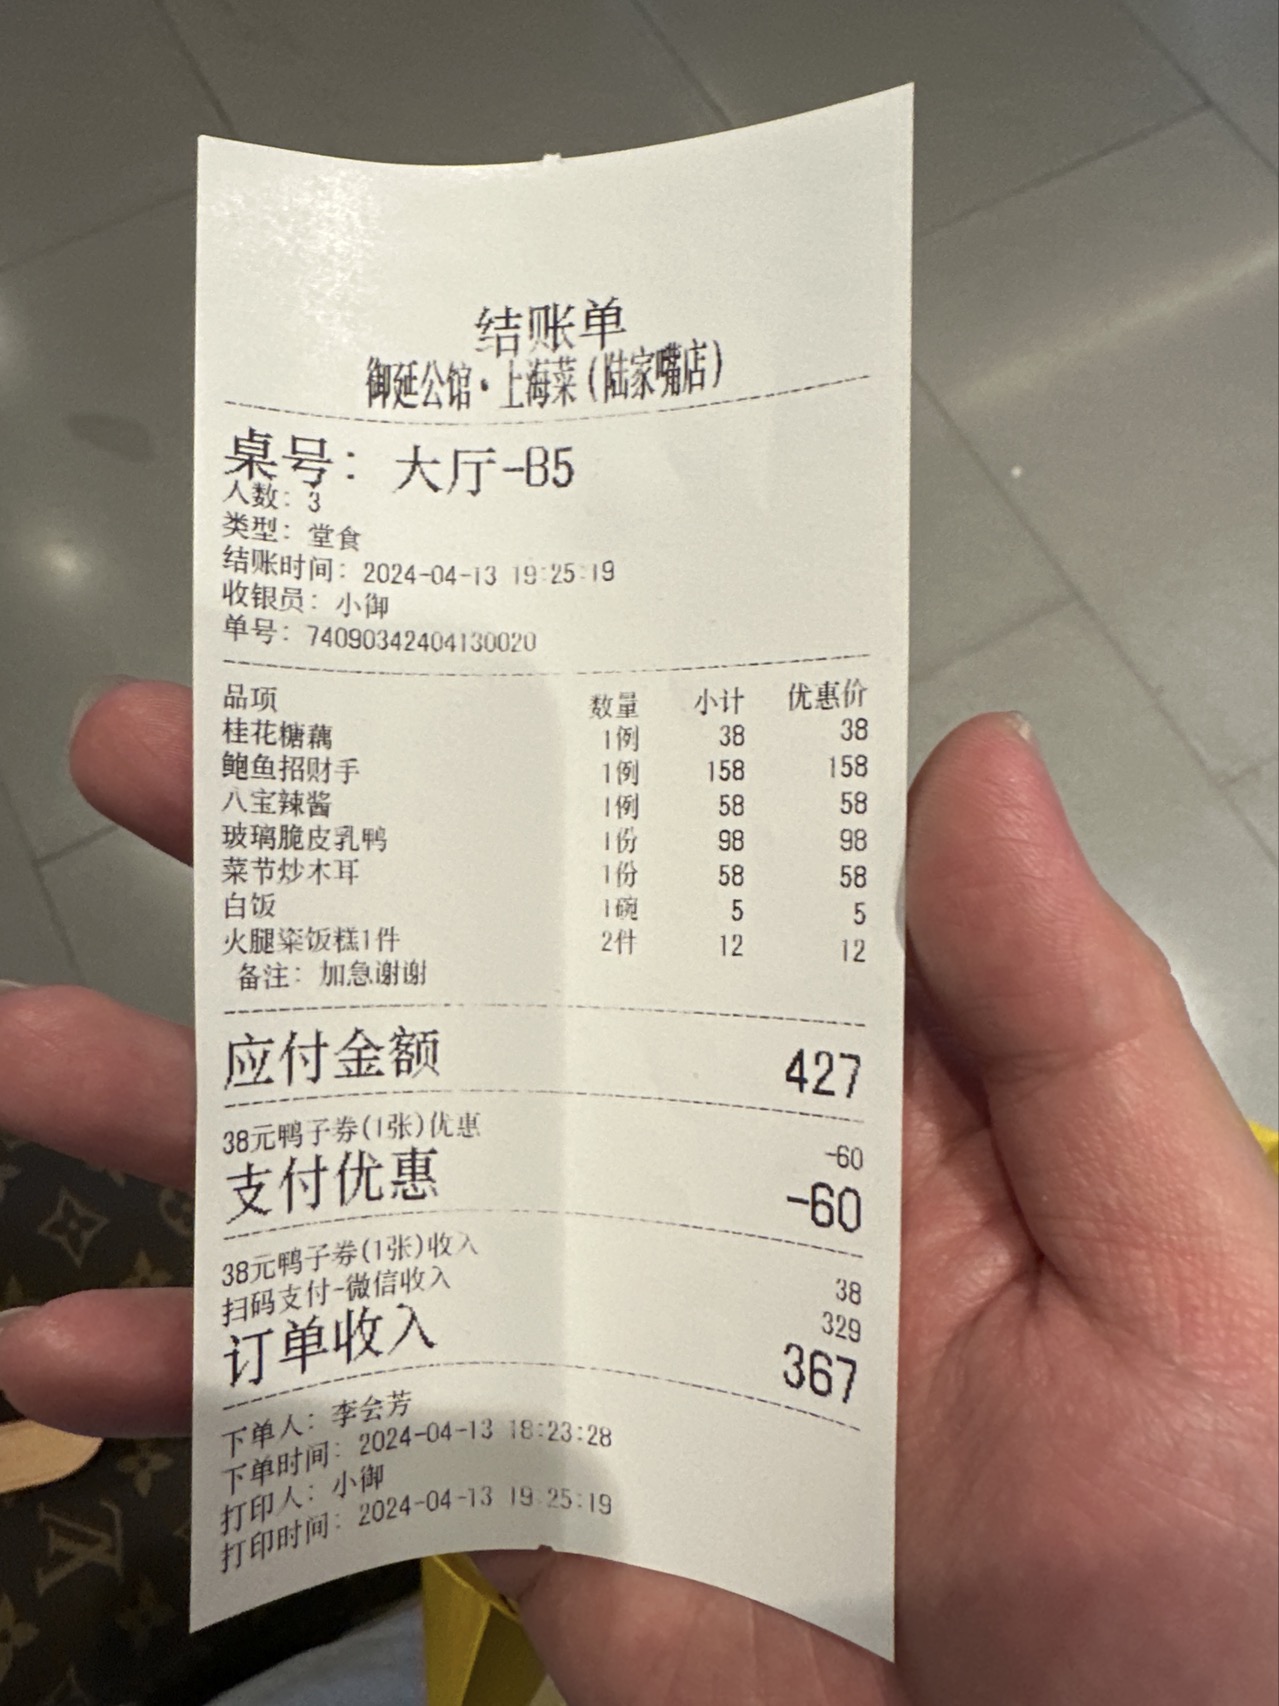 结账单
御延公馆·上海菜(陆家嘴店)
桌号: 大厅-B5
人数: 3
类型: 堂食
结账时间: 2024-04-13 19:25:19
收银员: 小御
单号: 74090342404130020
品项 数量 小计 优惠价
桂花糖藕 1例 38 38
鲍鱼招财手 1例 158 158
八宝辣酱 1例 58 58
玻璃脆皮乳鸭 1份 98 98
菜节炒木耳 1份 58 58
白饭 1碗 5 5
火腿粢饭糕1件 2件 12 12
备注: 加急谢谢
应付金额 427
38元鸭子券(1张)优惠 -60
支付优惠 -60
38元鸭子券(1张)收入 38
扫码支付-微信收入 329
订单收入 367
下单人: 李会芳
下单时间: 2024-04-13 18:23:28
打印人: 小御
打印时间: 2024-04-13 19:25:19
LV